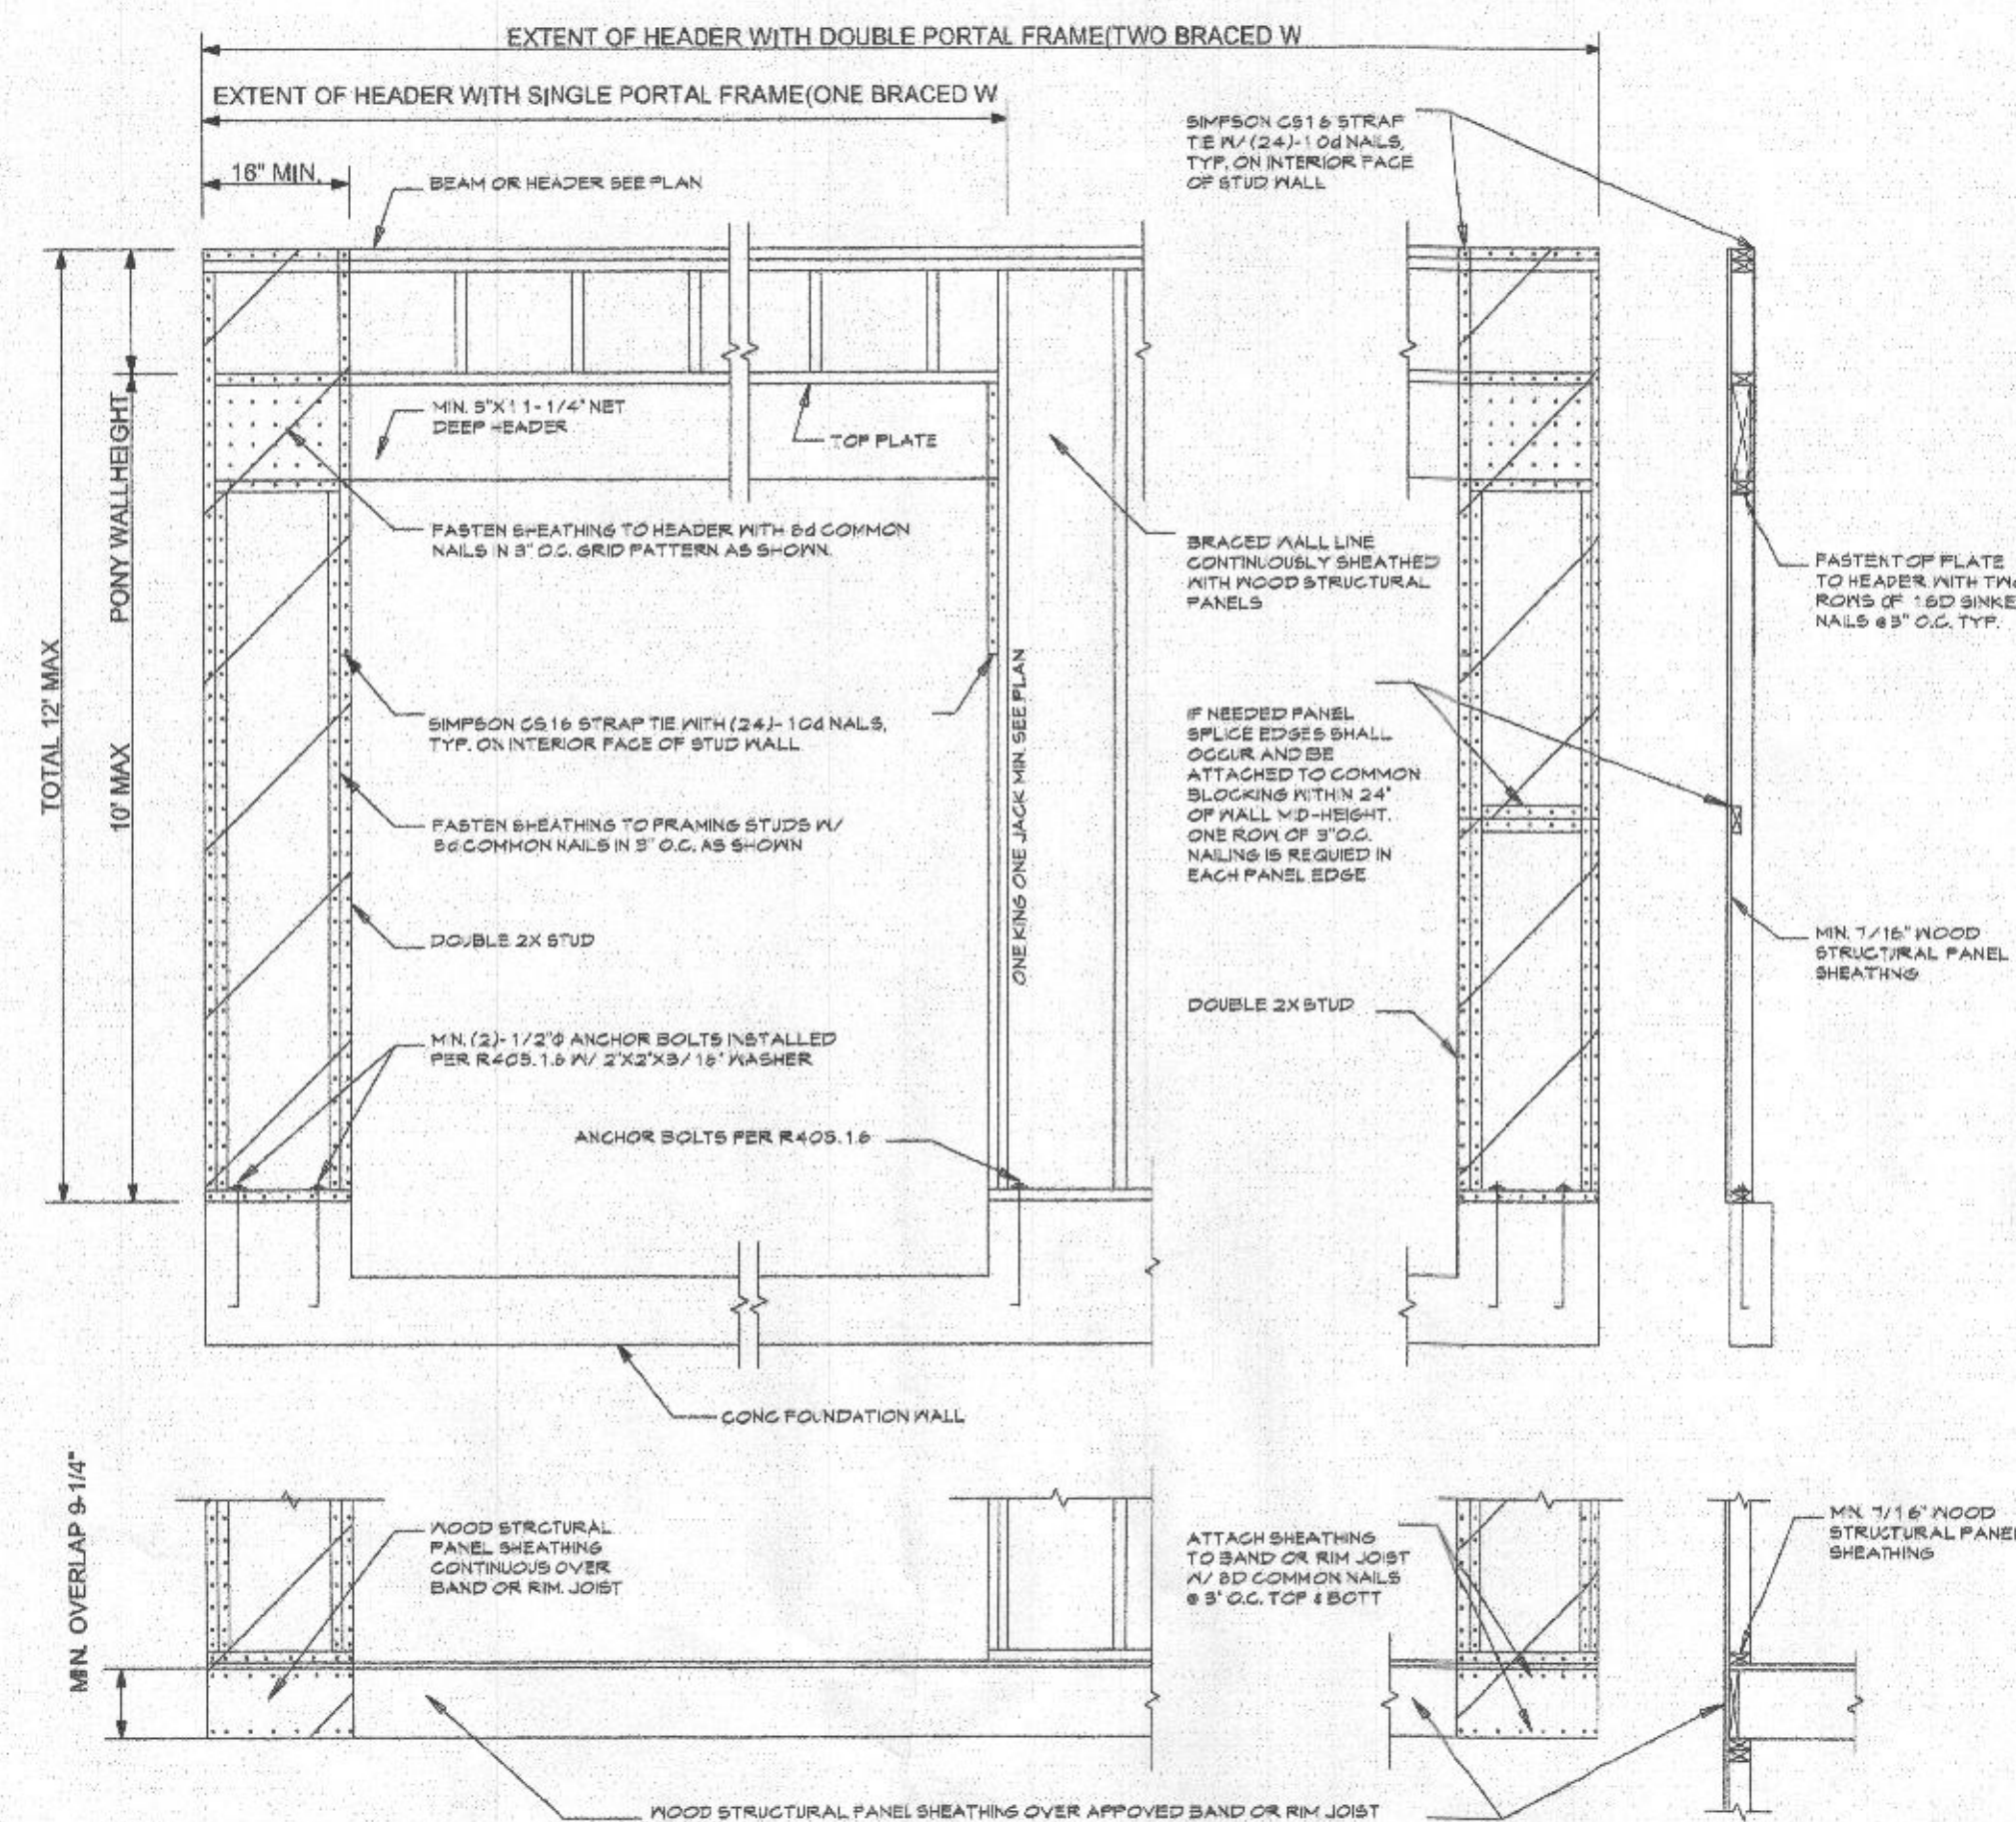 EXTENT OF HEADER WITH DOUBLE PORTAL FRAME(TWO BRACED W
EXTENT OF HEADER WITH SINGLE PORTAL FRAME(ONE BRACED W
16" MIN.
BEAM OR HEADER SEE PLAN
SIMPSON CS16 STRAP
TIE W/ (24)-10d NAILS,
TYP. ON INTERIOR FACE
OF STUD WALL
TOTAL 12' MAX
PONY WALL HEIGHT
10' MAX
MIN. 3"X11-1/4" NET
DEEP HEADER
TOP PLATE
FASTEN SHEATHING TO HEADER WITH 8d COMMON
NAILS IN 3" O.C. GRID PATTERN AS SHOWN.
BRACED WALL LINE
CONTINUOUSLY SHEATHED
WITH WOOD STRUCTURAL
PANELS
FASTEN TOP PLATE
TO HEADER WITH TWO
ROWS OF 16D SINKE
NAILS @3" O.C. TYP.
SIMPSON CS16 STRAP TIE WITH (24)-10d NAILS,
TYP. ON INTERIOR FACE OF STUD WALL
ONE KING ONE JACK MIN. SEE PLAN
IF NEEDED PANEL
SPLICE EDGES SHALL
OCCUR AND BE
ATTACHED TO COMMON
BLOCKING WITHIN 24"
OF WALL MID-HEIGHT.
ONE ROW OF 3"O.C.
NAILING IS REQUIED IN
EACH PANEL EDGE
FASTEN SHEATHING TO FRAMING STUDS W/
8d COMMON NAILS IN 3" O.C. AS SHOWN
DOUBLE 2X STUD
MIN. 7/16" WOOD
STRUCTURAL PANEL
SHEATHNG
DOUBLE 2X STUD
MIN. (2)-1/2"Φ ANCHOR BOLTS INSTALLED
PER R403.1.6 W/ 2"X2"X3/16" WASHER
ANCHOR BOLTS PER R403.1.6
CONC FOUNDATION WALL
MIN. OVERLAP 9-1/4"
WOOD STRCTURAL
PANEL SHEATHING
CONTINUOUS OVER
BAND OR RIM. JOIST
ATTACH SHEATHING
TO BAND OR RIM JOIST
W/ 8D COMMON NAILS
@ 3" O.C. TOP & BOTT
MIN. 7/16" WOOD
STRUCTURAL PANEL
SHEATHING
WOOD STRUCTURAL PANEL SHEATHING OVER APPOVED BAND OR RIM JOIST